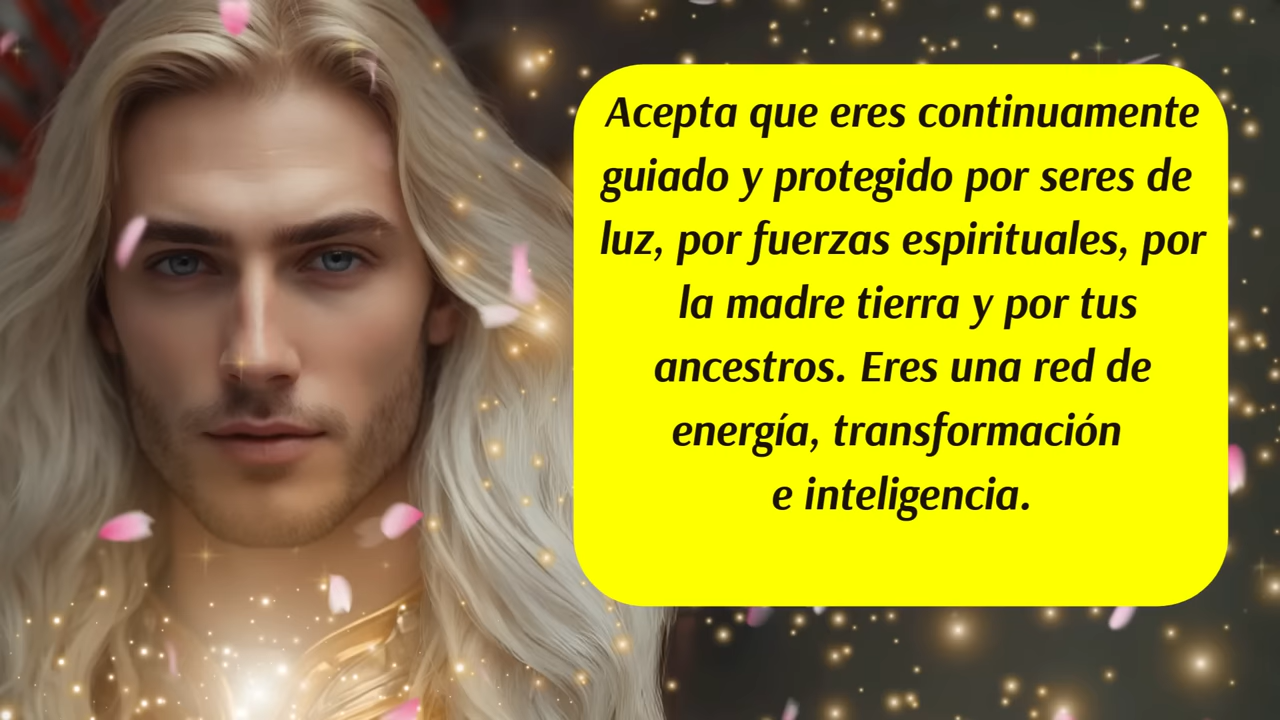 Acepta que eres continuamente
guiado y protegido por seres de
luz, por fuerzas espirituales, por
la madre tierra y por tus
ancestros. Eres una red de
energía, transformación
e inteligencia.